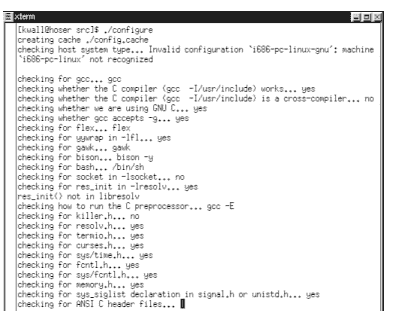 xterm
[kwall@hoser src]$ ./configure
creating cache ./config.cache
checking host system type... Invalid configuration `i686-pc-linux-gnu': machine
`i686-pc-linux' not recognized
checking for gcc... gcc
checking whether the C compiler (gcc -I/usr/include) works... yes
checking whether the C compiler (gcc -I/usr/include) is a cross-compiler... no
checking whether we are using GNU C... yes
checking whether gcc accepts -g... yes
checking for flex... flex
checking for yywrap in -lfl... yes
checking for gawk... gawk
checking for bison... bison -y
checking for bash... /bin/sh
checking for socket in -lsocket... no
checking for res_init in -lresolv... yes
res_init() not in libresolv
checking how to run the C preprocessor... gcc -E
checking for killer.h... no
checking for resolv.h... yes
checking for termio.h... yes
checking for curses.h... yes
checking for sys/time.h... yes
checking for fcntl.h... yes
checking for sys/fcntl.h... yes
checking for memory.h... yes
checking for sys_siglist declaration in signal.h or unistd.h... yes
checking for ANSI C header files...